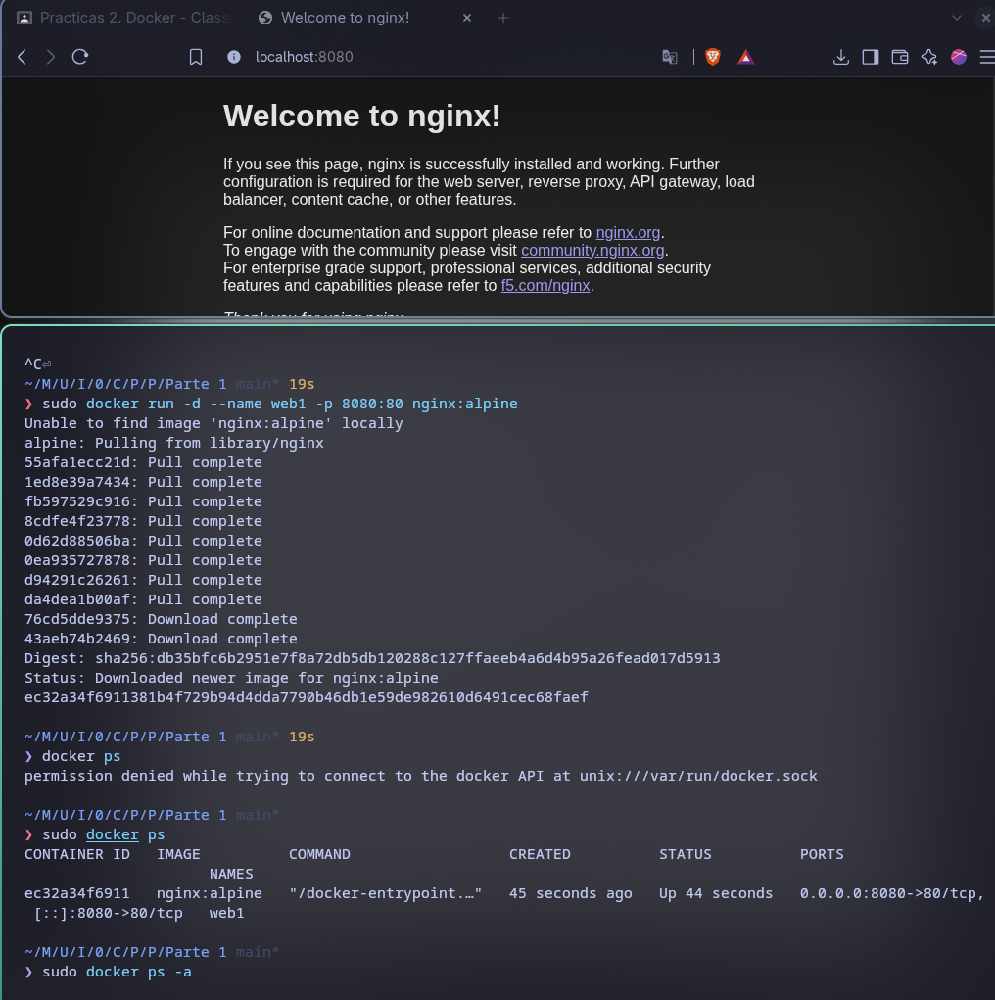 Practicas 2. Docker - Class
Welcome to nginx!
localhost:8080
Welcome to nginx!
If you see this page, nginx is successfully installed and working. Further
configuration is required for the web server, reverse proxy, API gateway, load
balancer, content cache, or other features.
For online documentation and support please refer to nginx.org.
To engage with the community please visit community.nginx.org.
For enterprise grade support, professional services, additional security
features and capabilities please refer to f5.com/nginx.
Thank you for using nginx.
^C⏎
~/M/U/I/0/C/P/P/Parte 1 main* 19s
❯ sudo docker run -d --name web1 -p 8080:80 nginx:alpine
Unable to find image 'nginx:alpine' locally
alpine: Pulling from library/nginx
55afa1ecc21d: Pull complete
1ed8e39a7434: Pull complete
fb597529c916: Pull complete
8cdfe4f23778: Pull complete
0d62d88506ba: Pull complete
0ea935727878: Pull complete
d94291c26261: Pull complete
da4dea1b00af: Pull complete
76cd5dde9375: Download complete
43aeb74b2469: Download complete
Digest: sha256:db35bfc6b2951e7f8a72db5db120288c127ffaeeb4a6d4b95a26fead017d5913
Status: Downloaded newer image for nginx:alpine
ec32a34f6911381b4f729b94d4dda7790b46db1e59de982610d6491cec68faef
~/M/U/I/0/C/P/P/Parte 1 main* 19s
❯ docker ps
permission denied while trying to connect to the docker API at unix:///var/run/docker.sock
~/M/U/I/0/C/P/P/Parte 1 main*
❯ sudo docker ps
CONTAINER ID   IMAGE          COMMAND                  CREATED          STATUS          PORTS
                     NAMES
ec32a34f6911   nginx:alpine   "/docker-entrypoint.…"   45 seconds ago   Up 44 seconds   0.0.0.0:8080->80/tcp,
 [::]:8080->80/tcp   web1
~/M/U/I/0/C/P/P/Parte 1 main*
❯ sudo docker ps -a